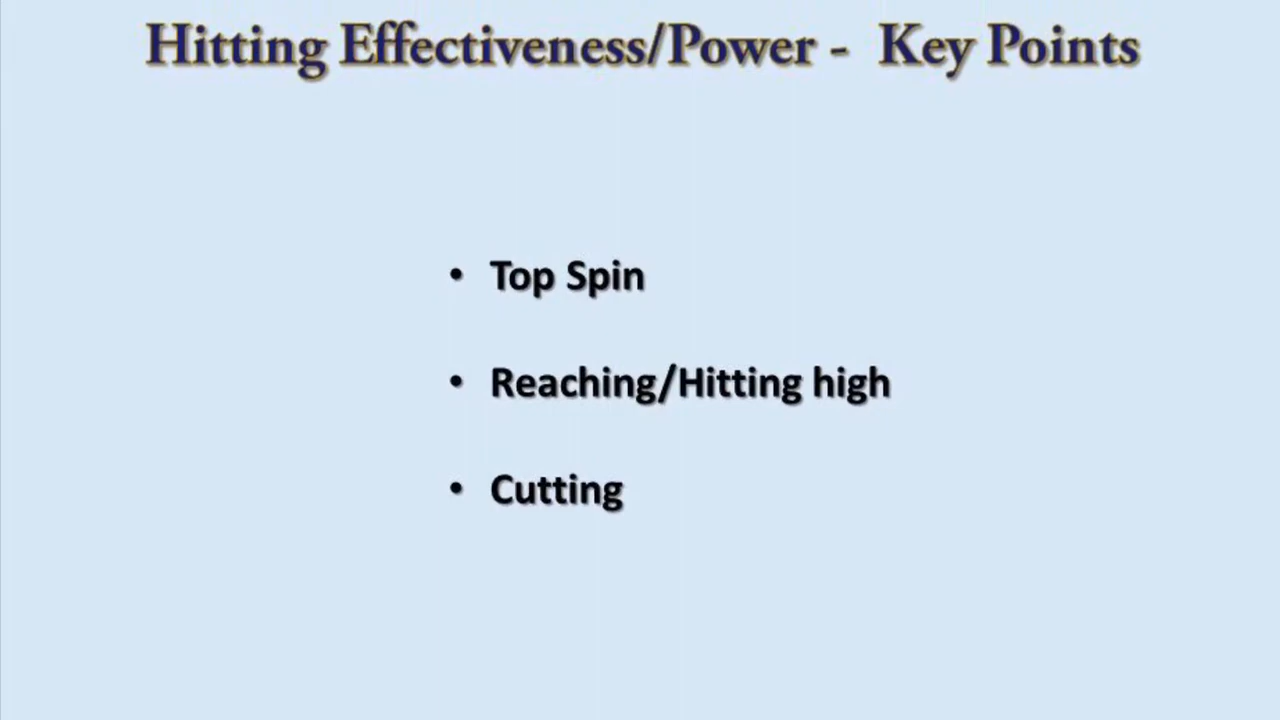 Hitting Effectiveness/Power - Key Points
• Top Spin
• Reaching/Hitting high
• Cutting